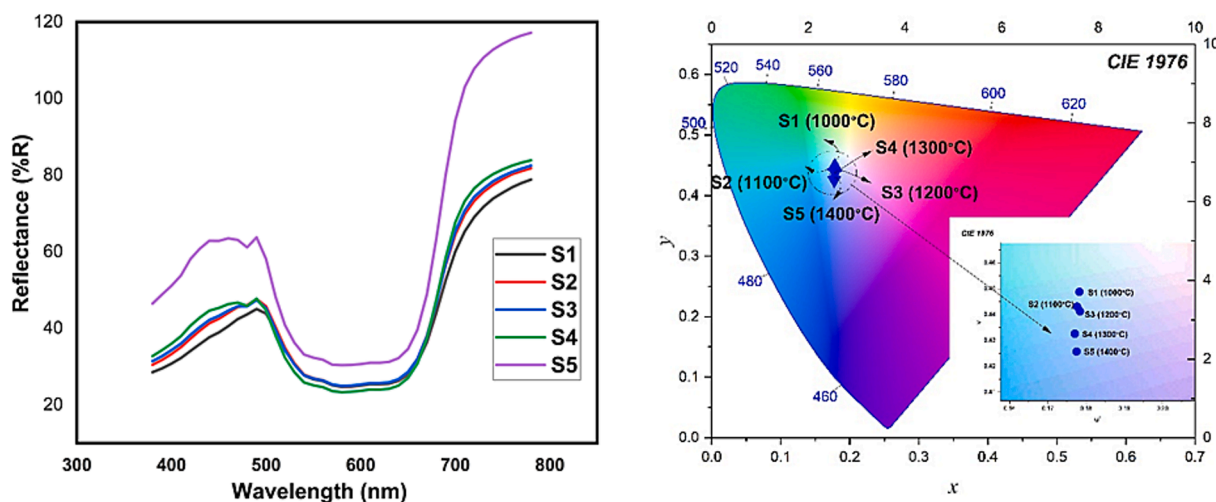 120
100
80
60
40
20
Reflectance (%R)
300
400
500
600
700
800
Wavelength (nm)
S1
S2
S3
S4
S5
0 2 4 6 8 10
CIE 1976
10
8
6
4
2
0
0.6
0.5
0.4
0.3
0.2
0.1
0.0
y
520
540
560
580
600
620
500
480
460
S1 (1000°C)
S4 (1300°C)
S2 (1100°C)
S3 (1200°C)
S5 (1400°C)
CIE 1976
S1 (1000°C)
S2 (1100°C)
S3 (1200°C)
S4 (1300°C)
S5 (1400°C)
0.0 0.1 0.2 0.3 0.4 0.5 0.6 0.7
x